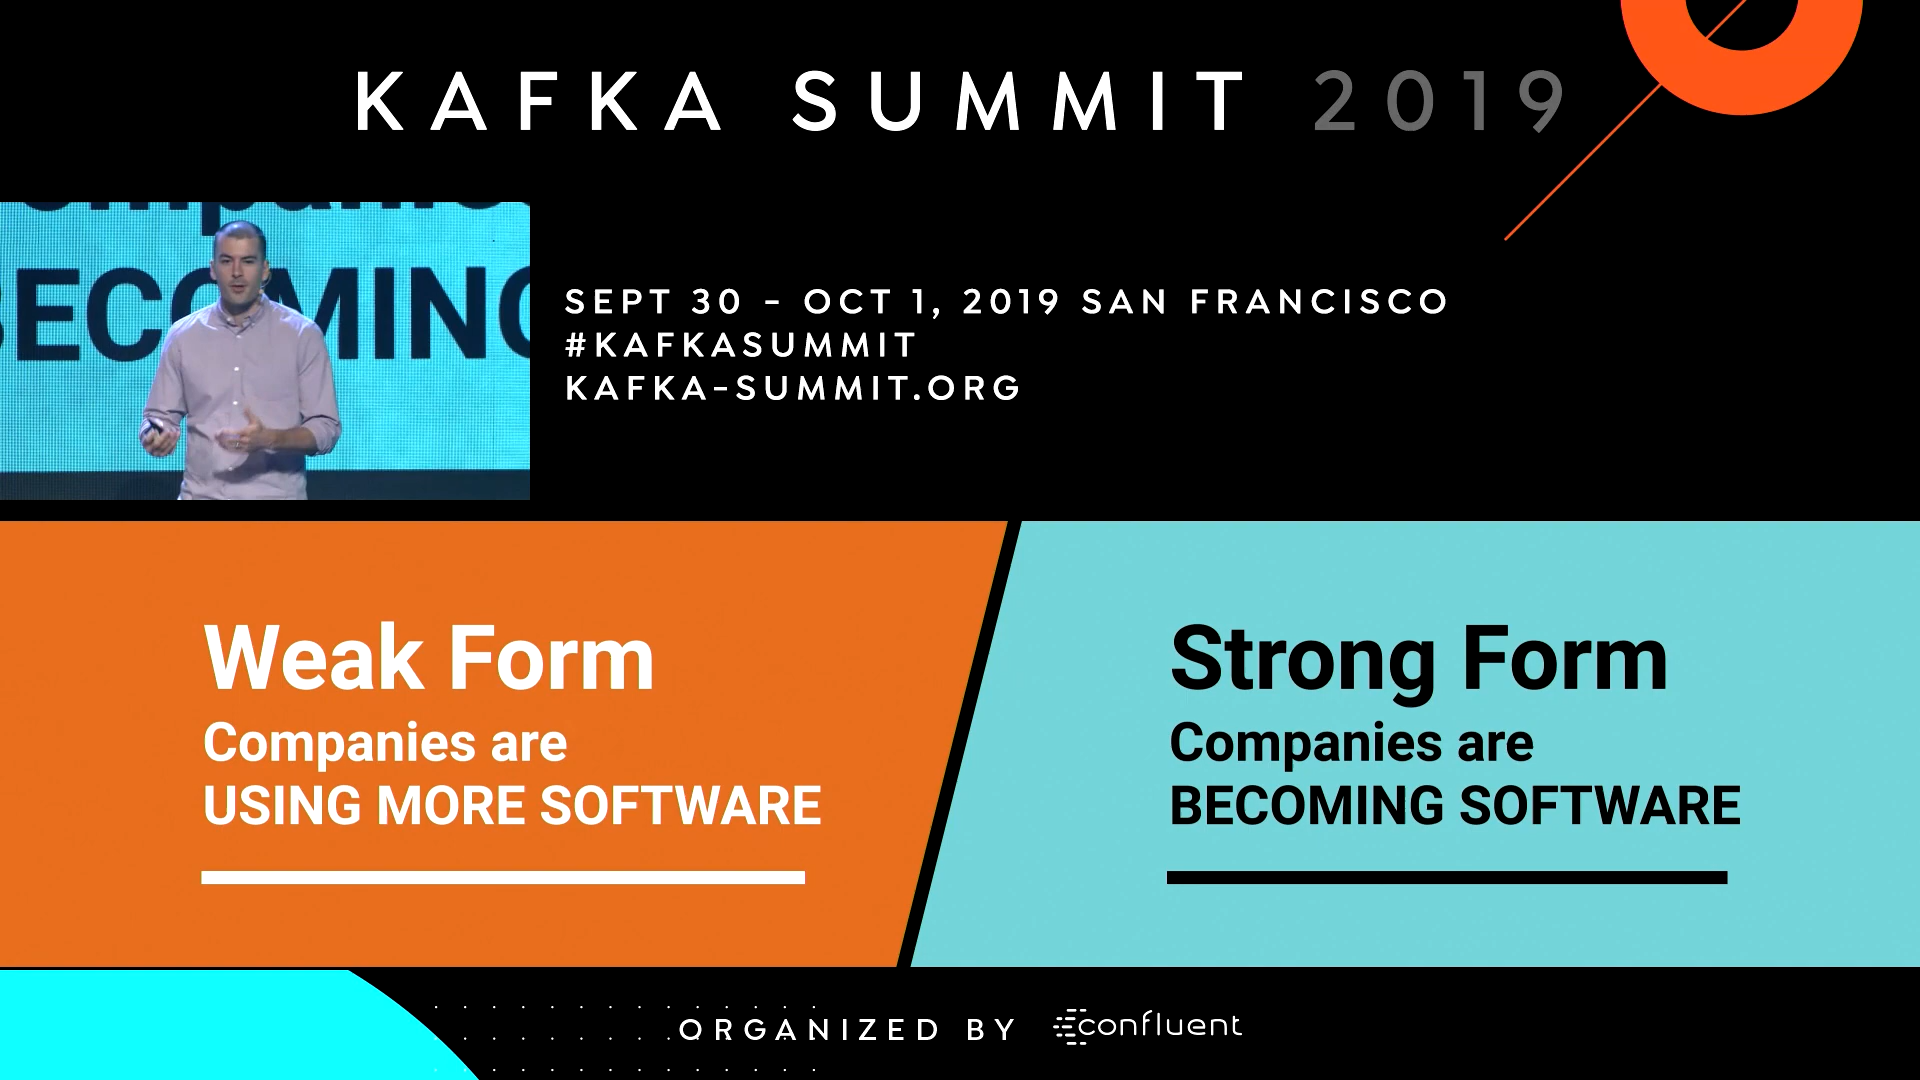 KAFKA SUMMIT 2019
BECOMING
SEPT 30 - OCT 1, 2019 SAN FRANCISCO
#KAFKASUMMIT
KAFKA-SUMMIT.ORG
Weak Form
Companies are
USING MORE SOFTWARE
Strong Form
Companies are
BECOMING SOFTWARE
ORGANIZED BY confluent